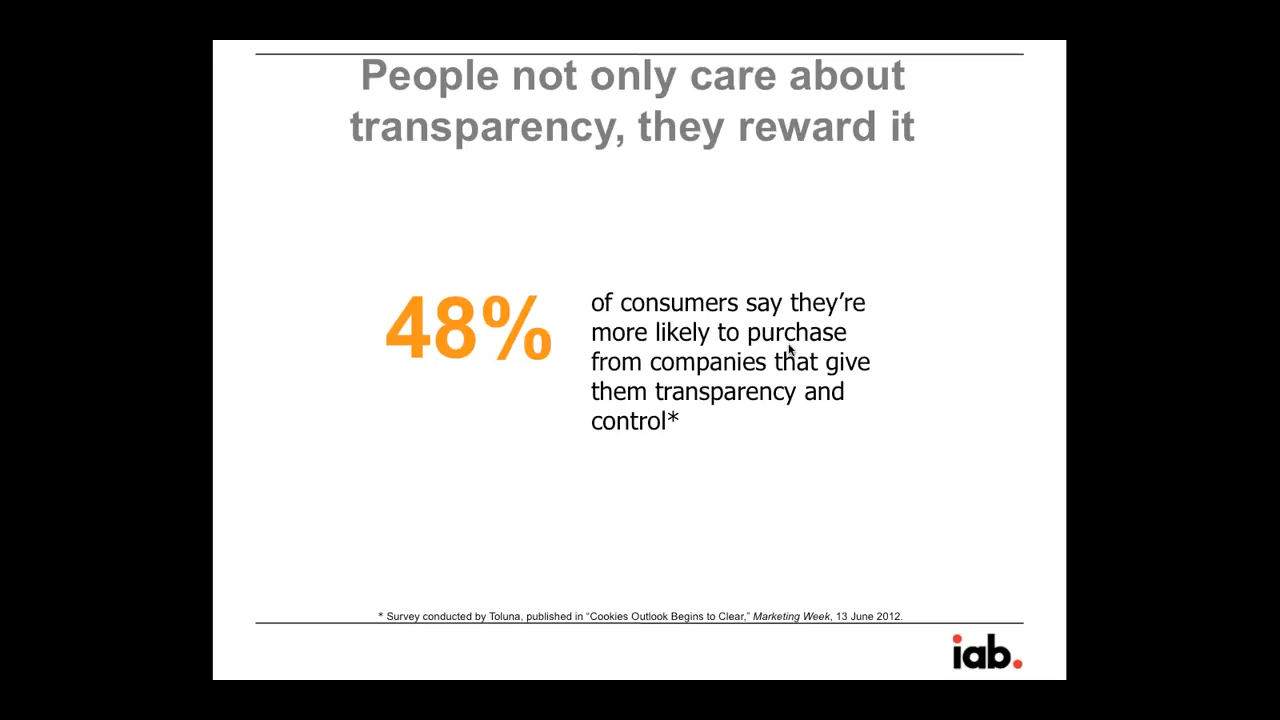 People not only care about
transparency, they reward it
48%
of consumers say they’re
more likely to purchase
from companies that give
them transparency and
control*
* Survey conducted by Toluna, published in “Cookies Outlook Begins to Clear,” Marketing Week, 13 June 2012.
iab.